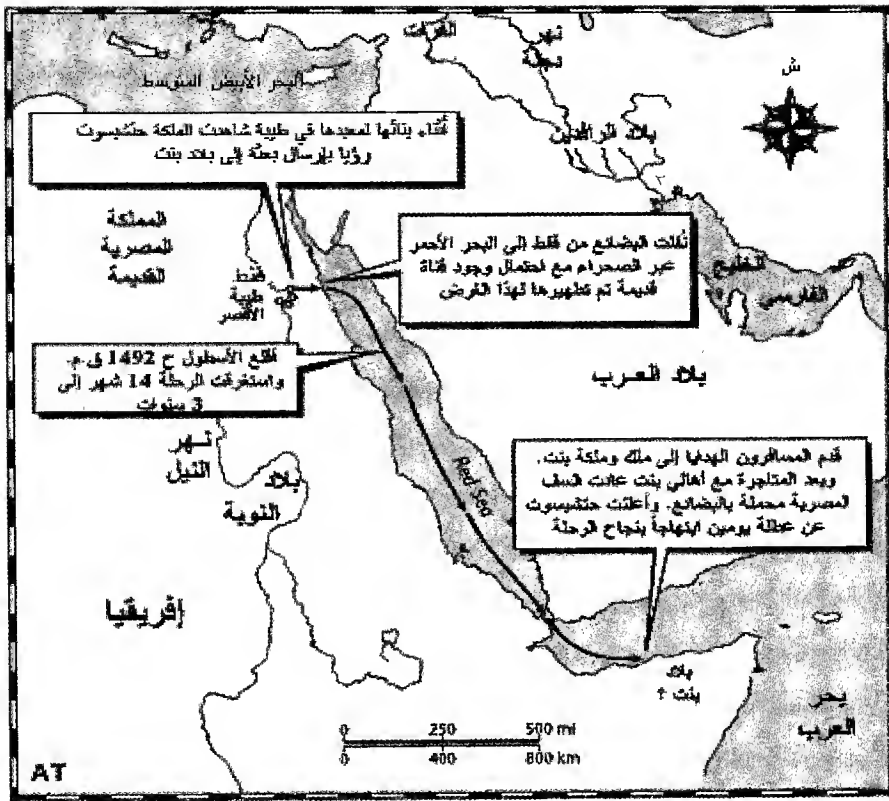 الفرات
نهر
دجلة
البحر الأبيض المتوسط
ش
بلاد الرافدين
أثناء بنائها لمعبدها في طيبة شاهدت الملكة حتشبسوت
رؤيا بإرسال بعثة إلى بلاد بنت
المملكة
المصرية
القديمة
نُقلت البضائع من قفط إلى البحر الأحمر
عبر الصحراء مع احتمال وجود قناة
قديمة تم تطهيرها لهذا الغرض
الخليج
الفارسي
قفط
طيبة
الأقصر
أقلع الأسطول ح 1492 ق.م.
واستغرقت الرحلة 14 شهر إلى
3 سنوات
بلاد العرب
نهر
النيل
بلاد
النوبة
Red Sea
قدم المسافرون الهدايا إلى ملك وملكة بنت.
وبعد المتاجرة مع أهالي بنت عادت السفن
المصرية محملة بالبضائع. وأعلنت حتشبسوت
عن عطلة يومين ابتهاجاً بنجاح الرحلة
إفريقيا
بلاد
بنت ؟
بحر
العرب
0 250 500 mi
0 400 800 km
AT